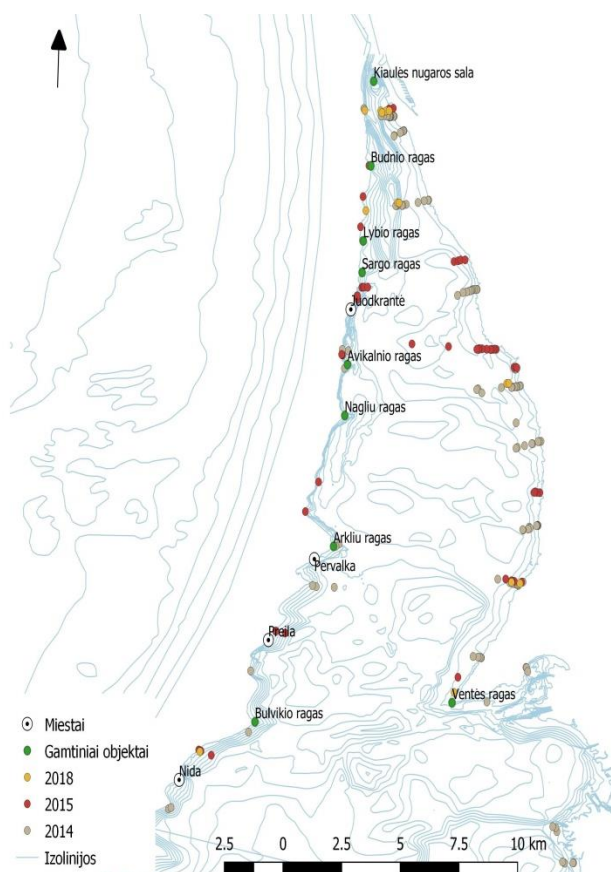 Kiaulės nugaros sala
Budnio ragas
Lybio ragas
Sargo ragas
Juodkrantė
Avikalnio ragas
Nagliu ragas
Arkliu ragas
Pervalka
Preila
Ventės ragas
Bulvikio ragas
Nida
Miestai
Gamtiniai objektai
2018
2015
2014
Izolinijos
2.5 0 2.5 5 7.5 10 km